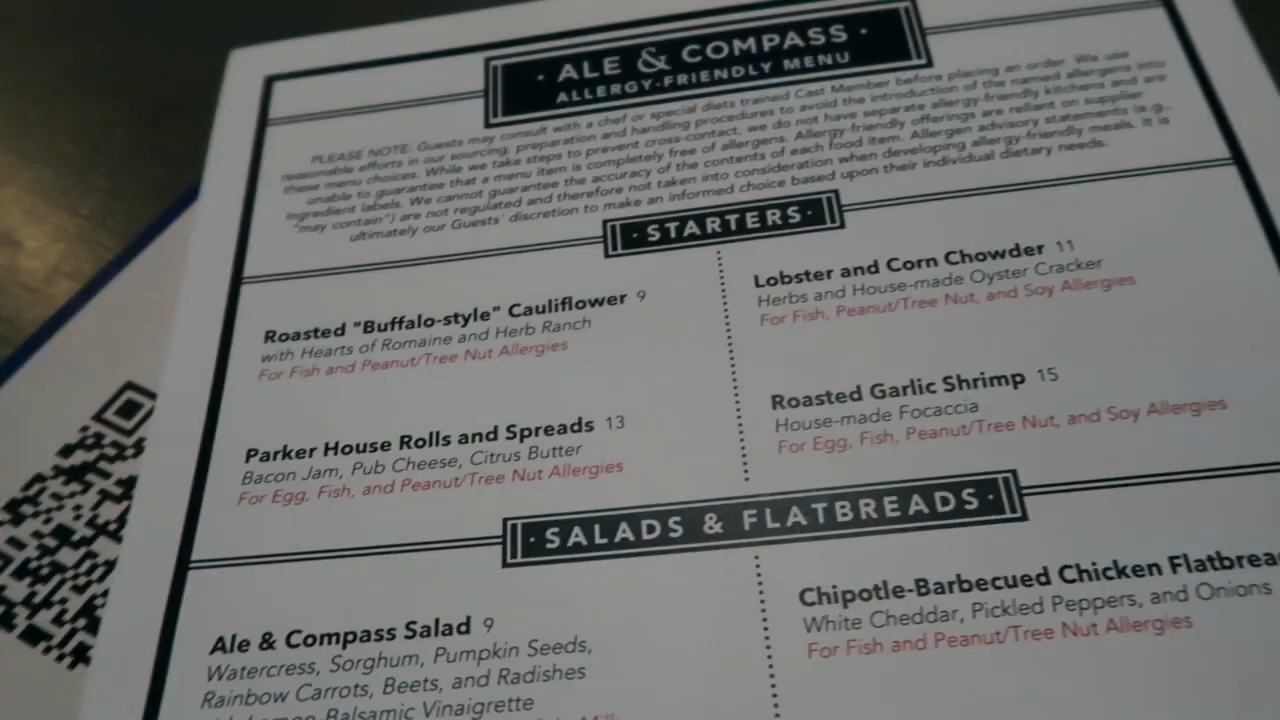 · ALE & COMPASS ·
ALLERGY-FRIENDLY MENU
PLEASE NOTE: Guests may consult with a chef or special diets trained Cast Member before placing an order. We use
reasonable efforts in our sourcing, preparation and handling procedures to avoid the introduction of the named allergens into
these menu choices. While we take steps to prevent cross-contact, we do not have separate allergy-friendly kitchens and are
unable to guarantee that a menu item is completely free of allergens. Allergy-friendly offerings are reliant on supplier
ingredient labels. We cannot guarantee the accuracy of the contents of each food item. Allergen advisory statements (e.g.,
"may contain") are not regulated and therefore not taken into consideration when developing allergy-friendly meals. It is
ultimately our Guests' discretion to make an informed choice based upon their individual dietary needs.
· STARTERS ·
Roasted "Buffalo-style" Cauliflower 9
with Hearts of Romaine and Herb Ranch
For Fish and Peanut/Tree Nut Allergies
Parker House Rolls and Spreads 13
Bacon Jam, Pub Cheese, Citrus Butter
For Egg, Fish, and Peanut/Tree Nut Allergies
Lobster and Corn Chowder 11
Herbs and House-made Oyster Cracker
For Fish, Peanut/Tree Nut, and Soy Allergies
Roasted Garlic Shrimp 15
House-made Focaccia
For Egg, Fish, Peanut/Tree Nut, and Soy Allergies
· SALADS & FLATBREADS ·
Ale & Compass Salad 9
Watercress, Sorghum, Pumpkin Seeds,
Rainbow Carrots, Beets, and Radishes
Balsamic Vinaigrette
Chipotle-Barbecued Chicken Flatbrea
White Cheddar, Pickled Peppers, and Onions
For Fish and Peanut/Tree Nut Allergies